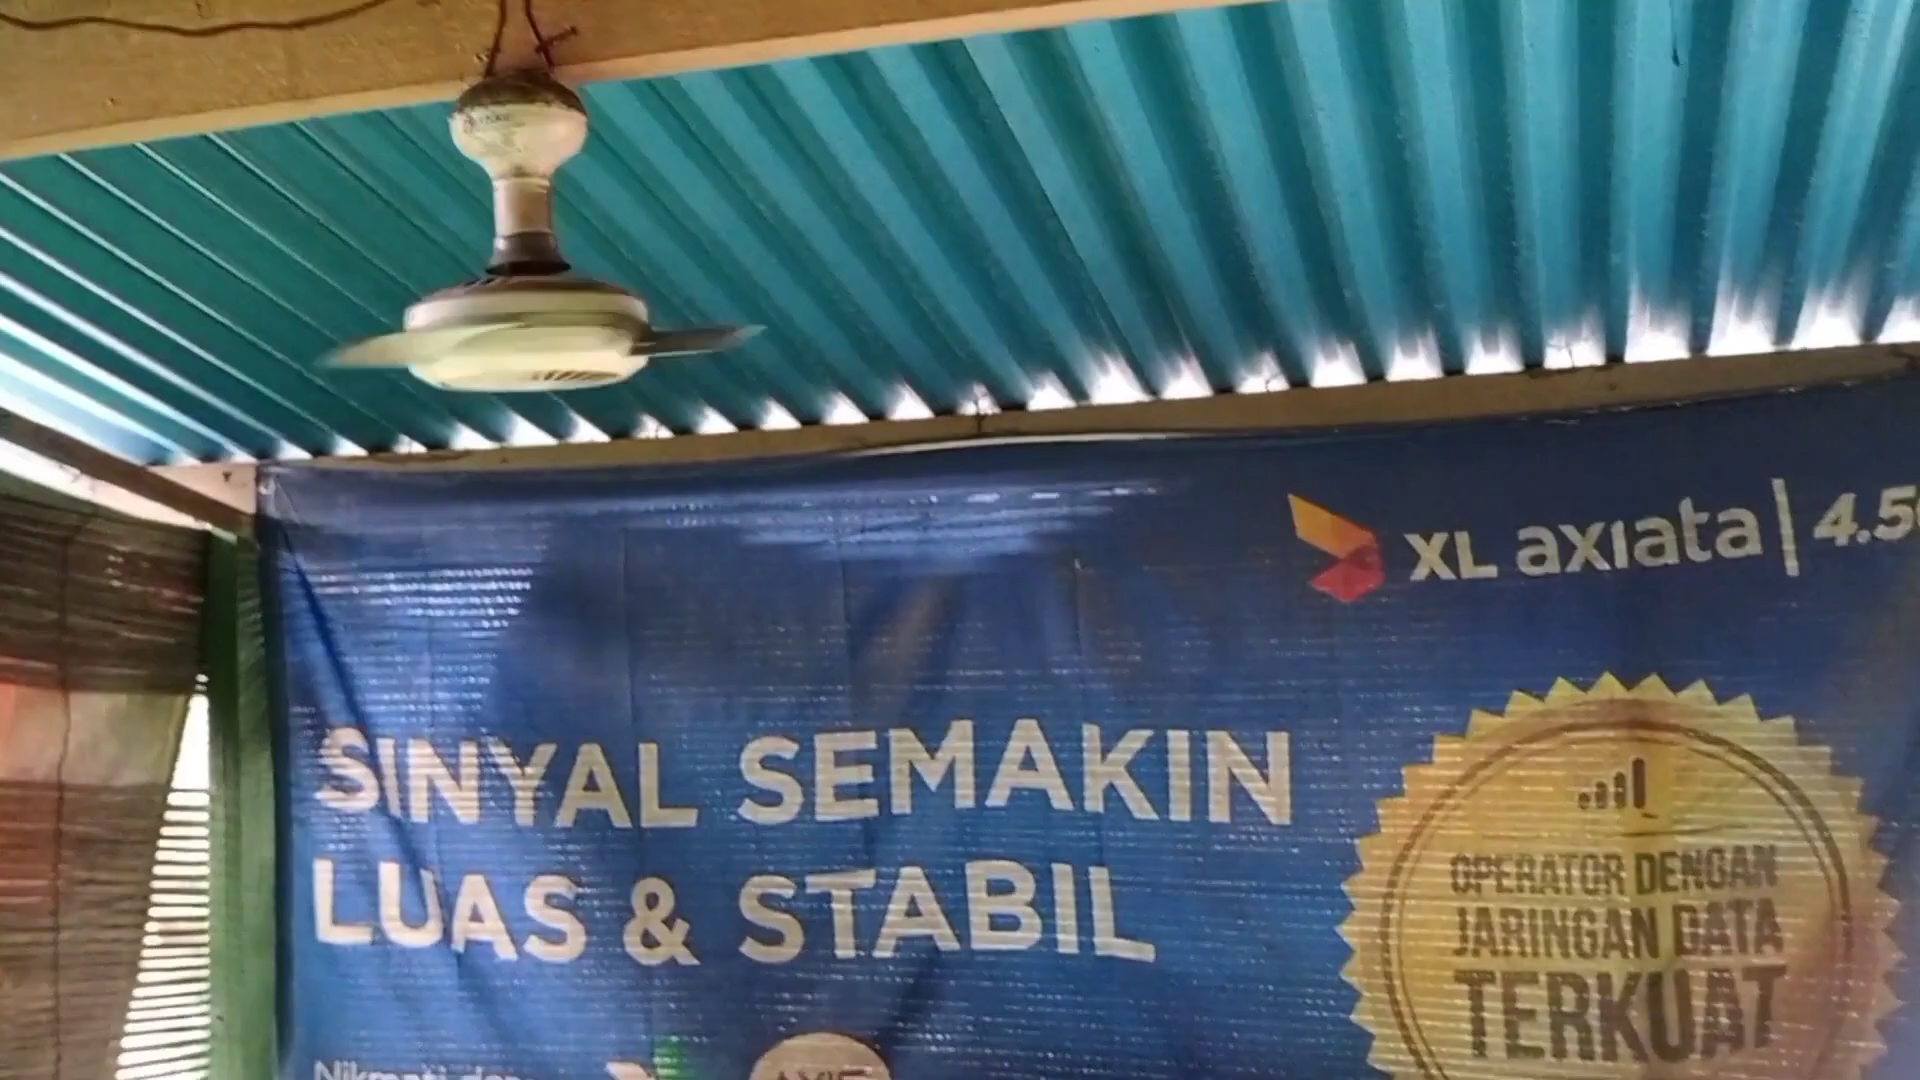 XL axiata | 4.5
SINYAL SEMAKIN
LUAS & STABIL
OPERATOR DENGAN
JARINGAN DATA
TERKUAT
Nikmati